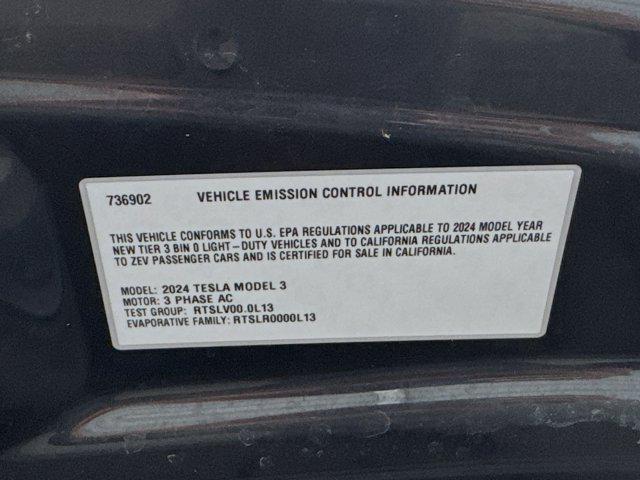 736902 VEHICLE EMISSION CONTROL INFORMATION
THIS VEHICLE CONFORMS TO U.S. EPA REGULATIONS APPLICABLE TO 2024 MODEL YEAR
NEW TIER 3 BIN 0 LIGHT-DUTY VEHICLES AND TO CALIFORNIA REGULATIONS APPLICABLE
TO ZEV PASSENGER CARS AND IS CERTIFIED FOR SALE IN CALIFORNIA.
MODEL: 2024 TESLA MODEL 3
MOTOR: 3 PHASE AC
TEST GROUP: RTSLV00.0L13
EVAPORATIVE FAMILY: RTSLR0000L13